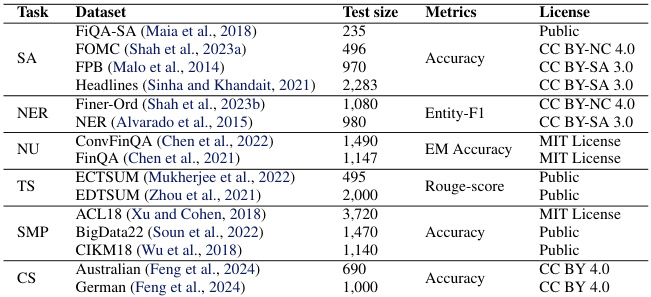 Task Dataset Test size Metrics License
FiQA-SA (Maia et al., 2018) 235 Public
FOMC (Shah et al., 2023a) 496 CC BY-NC 4.0
SA Accuracy
FPB (Malo et al., 2014) 970 CC BY-SA 3.0
Headlines (Sinha and Khandait, 2021) 2,283 CC BY-SA 3.0
Finer-Ord (Shah et al., 2023b) 1,080 CC BY-NC 4.0
NER Entity-F1
NER (Alvarado et al., 2015) 980 CC BY-SA 3.0
ConvFinQA (Chen et al., 2022) 1,490 MIT License
NU EM Accuracy
FinQA (Chen et al., 2021) 1,147 MIT License
ECTSUM (Mukherjee et al., 2022) 495 Public
TS Rouge-score
EDTSUM (Zhou et al., 2021) 2,000 Public
ACL18 (Xu and Cohen, 2018) 3,720 MIT License
SMP BigData22 (Soun et al., 2022) 1,470 Accuracy Public
CIKM18 (Wu et al., 2018) 1,140 Public
Australian (Feng et al., 2024) 690 CC BY 4.0
CS Accuracy
German (Feng et al., 2024) 1,000 CC BY 4.0